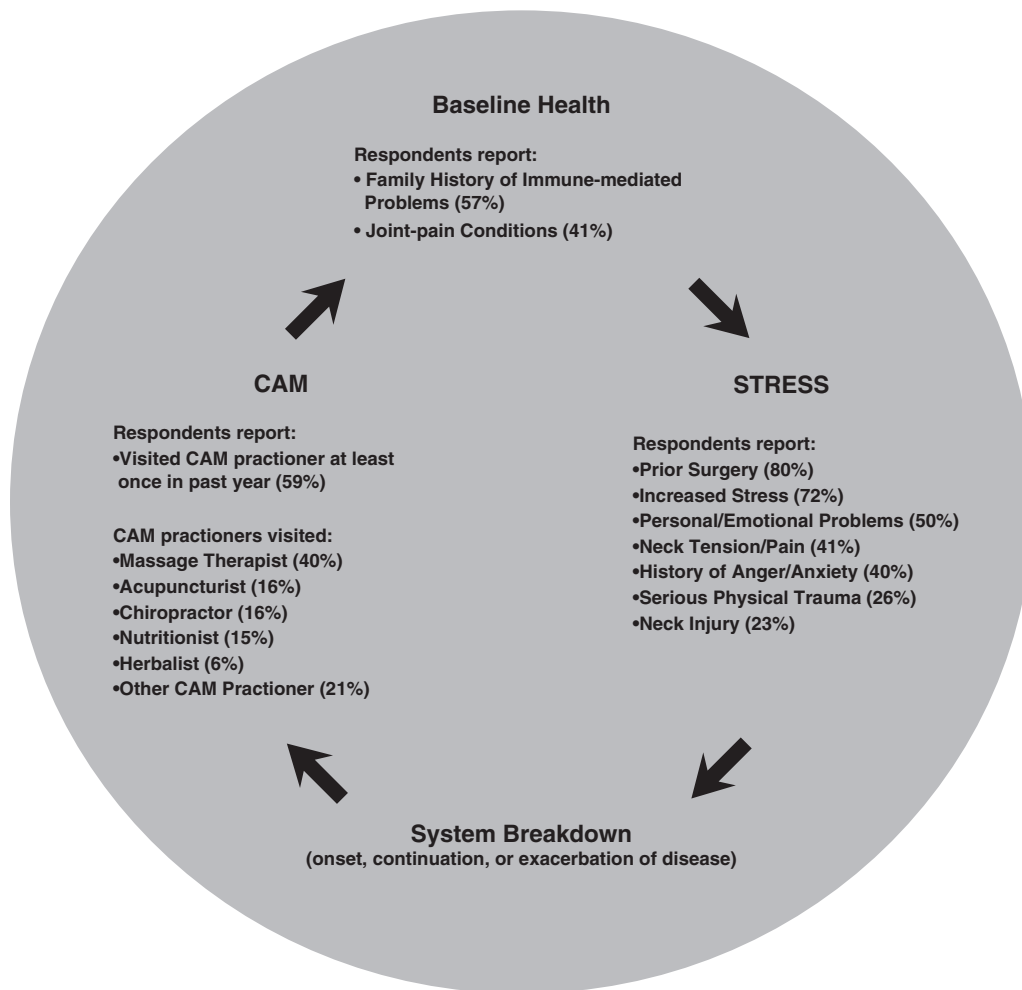 Baseline Health
Respondents report:
• Family History of Immune-mediated
Problems (57%)
• Joint-pain Conditions (41%)
CAM
Respondents report:
•Visited CAM practioner at least
once in past year (59%)
CAM practioners visited:
•Massage Therapist (40%)
•Acupuncturist (16%)
•Chiropractor (16%)
•Nutritionist (15%)
•Herbalist (6%)
•Other CAM Practioner (21%)
STRESS
Respondents report:
•Prior Surgery (80%)
•Increased Stress (72%)
•Personal/Emotional Problems (50%)
•Neck Tension/Pain (41%)
•History of Anger/Anxiety (40%)
•Serious Physical Trauma (26%)
•Neck Injury (23%)
System Breakdown
(onset, continuation, or exacerbation of disease)